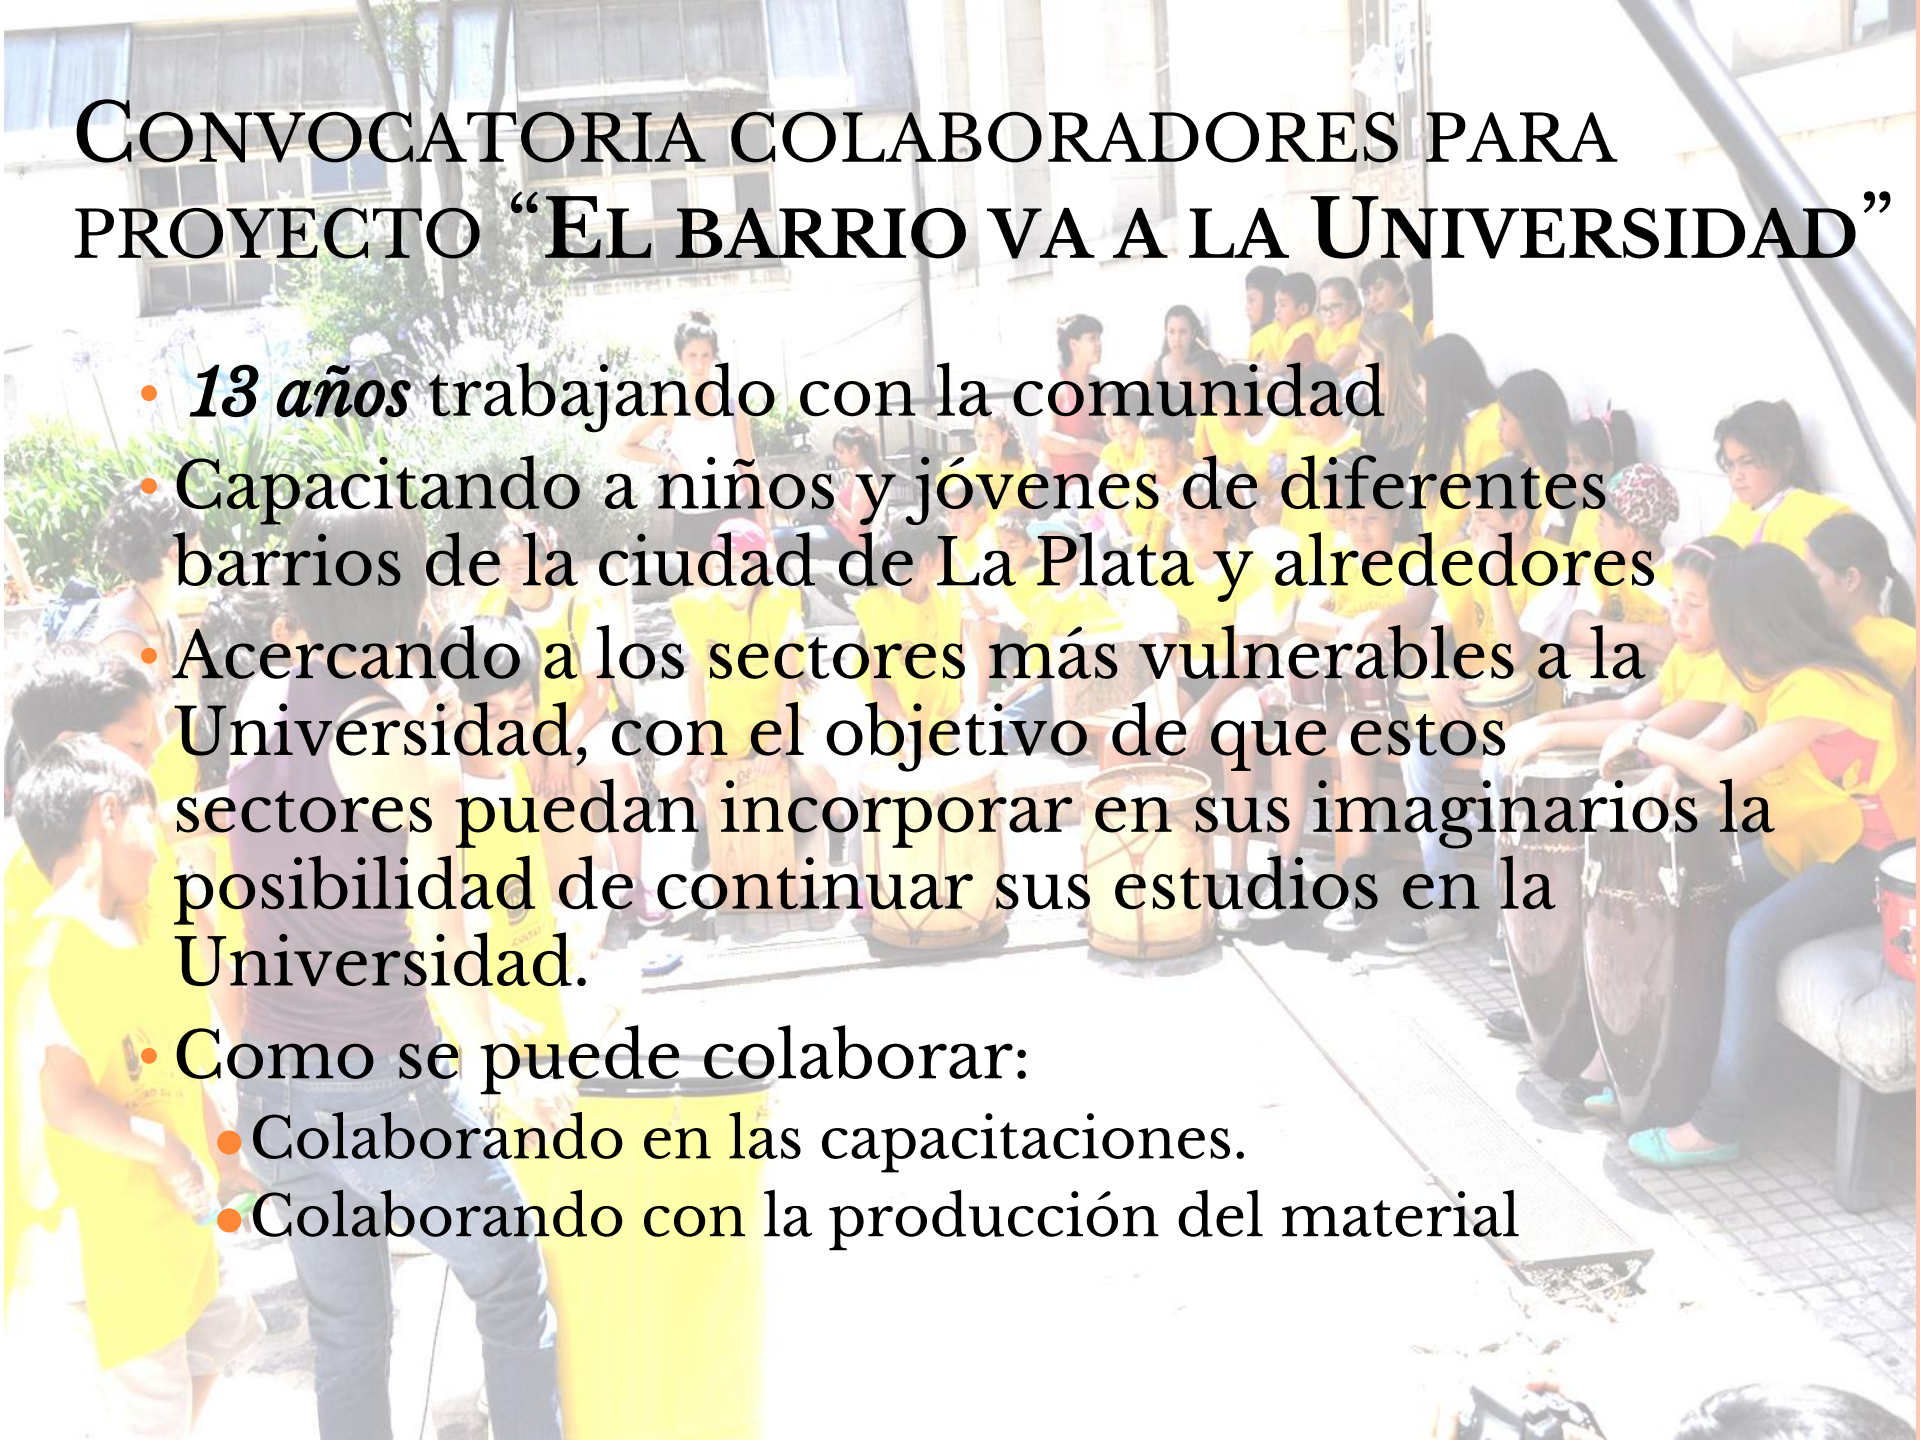 CONVOCATORIA COLABORADORES PARA
PROYECTO “EL BARRIO VA A LA UNIVERSIDAD”
• 13 años trabajando con la comunidad
• Capacitando a niños y jóvenes de diferentes
barrios de la ciudad de La Plata y alrededores
• Acercando a los sectores más vulnerables a la
Universidad, con el objetivo de que estos
sectores puedan incorporar en sus imaginarios la
posibilidad de continuar sus estudios en la
Universidad.
• Como se puede colaborar:
● Colaborando en las capacitaciones.
● Colaborando con la producción del material